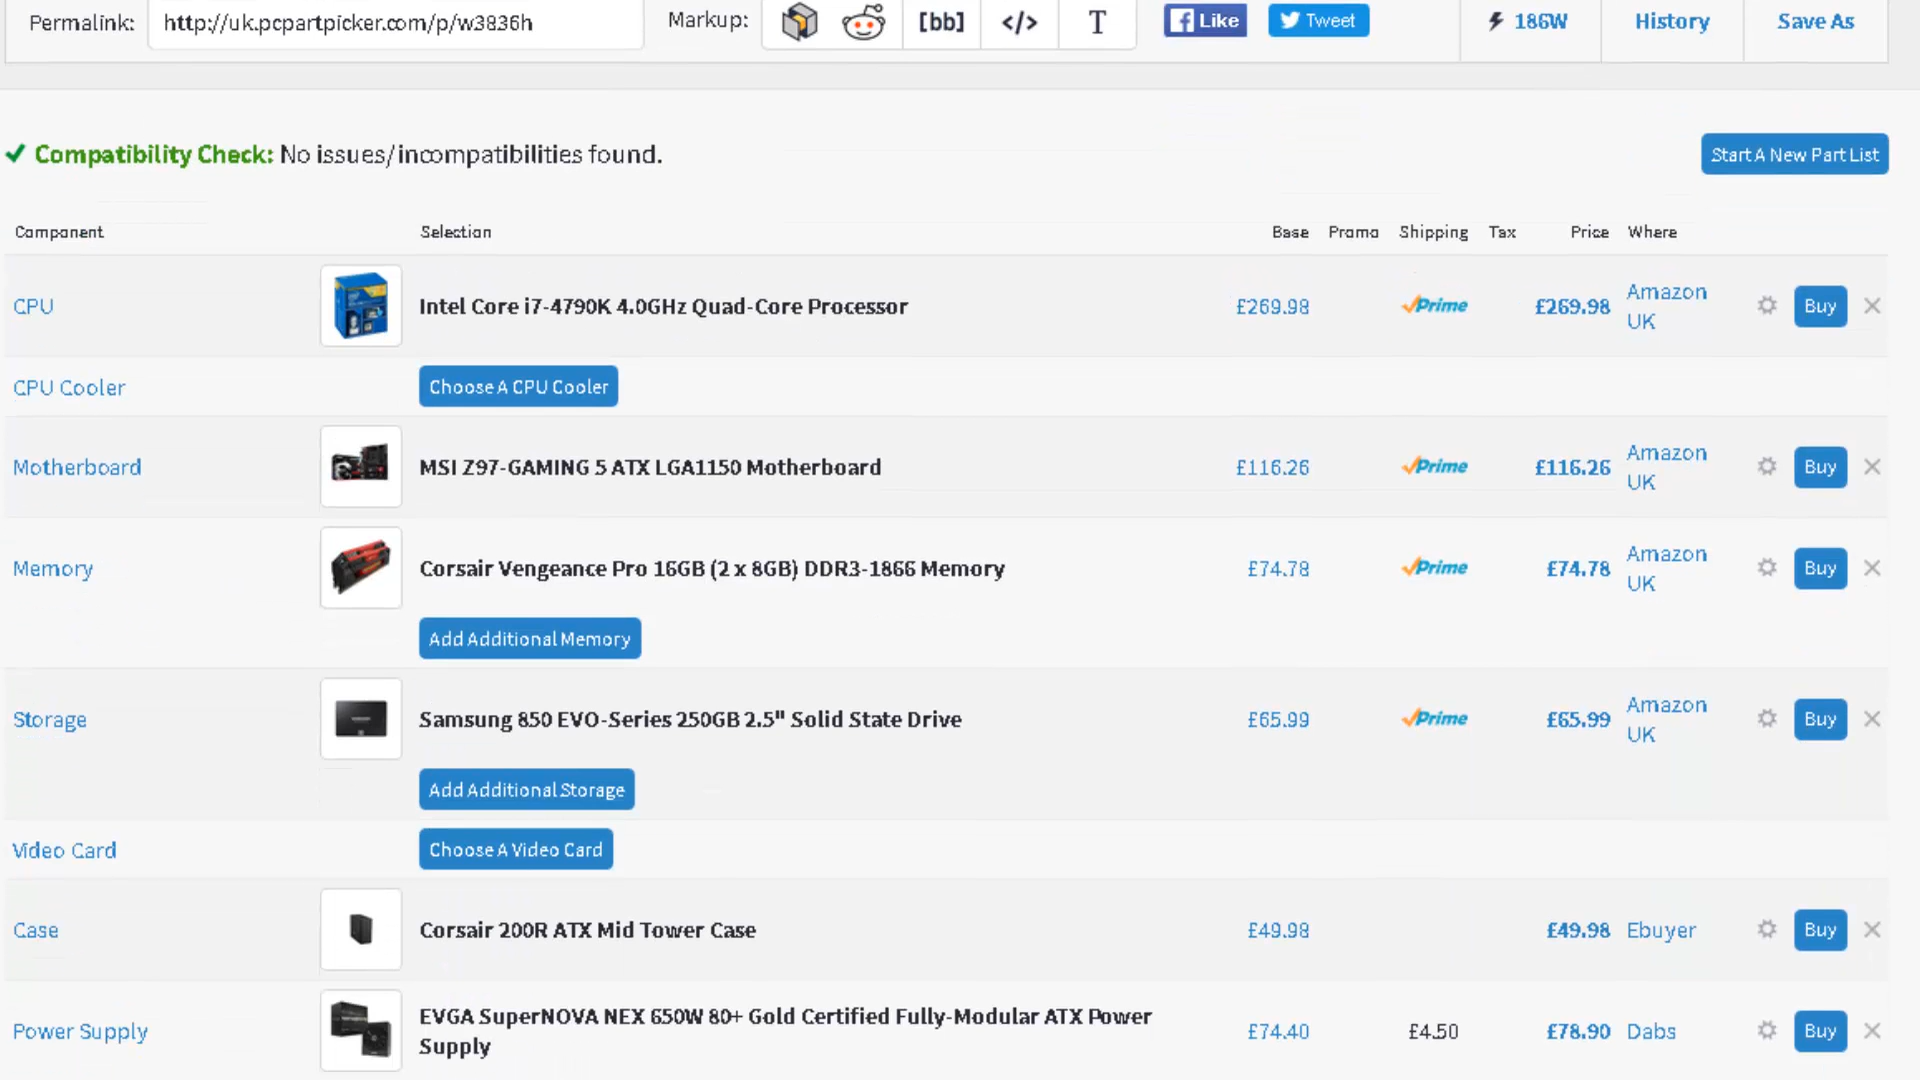 Permalink: http://uk.pcpartpicker.com/p/w3836h Markup: [bb] </> T Like Tweet 186W History Save As
Compatibility Check: No issues/incompatibilities found. Start A New Part List
Component Selection Base Promo Shipping Tax Price Where
CPU Intel Core i7-4790K 4.0GHz Quad-Core Processor £269.98 Prime £269.98 Amazon UK Buy
CPU Cooler Choose A CPU Cooler
Motherboard MSI Z97-GAMING 5 ATX LGA1150 Motherboard £116.26 Prime £116.26 Amazon UK Buy
Memory Corsair Vengeance Pro 16GB (2 x 8GB) DDR3-1866 Memory £74.78 Prime £74.78 Amazon UK Buy
Add Additional Memory
Storage Samsung 850 EVO-Series 250GB 2.5" Solid State Drive £65.99 Prime £65.99 Amazon UK Buy
Add Additional Storage
Video Card Choose A Video Card
Case Corsair 200R ATX Mid Tower Case £49.98 £49.98 Ebuyer Buy
Power Supply EVGA SuperNOVA NEX 650W 80+ Gold Certified Fully-Modular ATX Power Supply £74.40 £4.50 £78.90 Dabs Buy